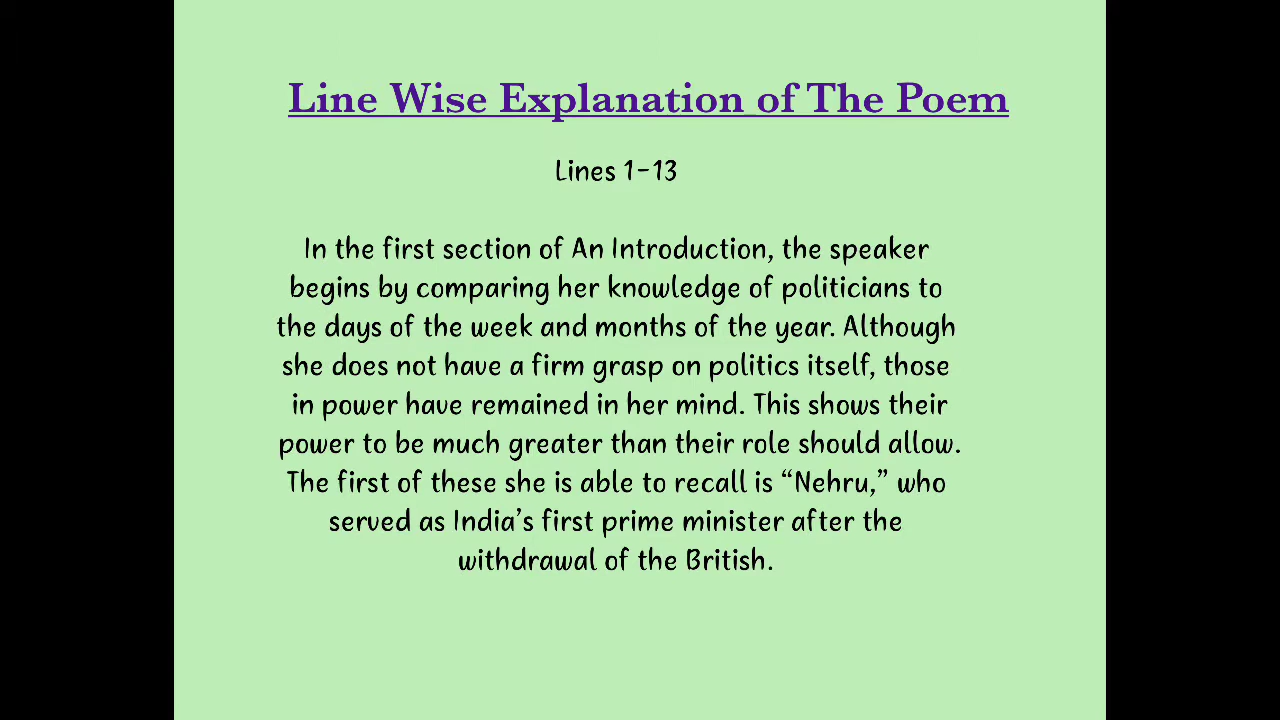 Line Wise Explanation of The Poem
Lines 1-13
In the first section of An Introduction, the speaker
begins by comparing her knowledge of politicians to
the days of the week and months of the year. Although
she does not have a firm grasp on politics itself, those
in power have remained in her mind. This shows their
power to be much greater than their role should allow.
The first of these she is able to recall is “Nehru,” who
served as India’s first prime minister after the
withdrawal of the British.